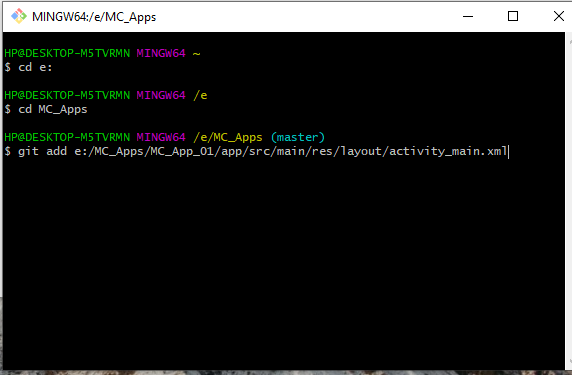 MINGW64:/e/MC_Apps
HP@DESKTOP-M5TVRMN MINGW64 ~
$ cd e:
HP@DESKTOP-M5TVRMN MINGW64 /e
$ cd MC_Apps
HP@DESKTOP-M5TVRMN MINGW64 /e/MC_Apps (master)
$ git add e:/MC_Apps/MC_App_01/app/src/main/res/layout/activity_main.xml